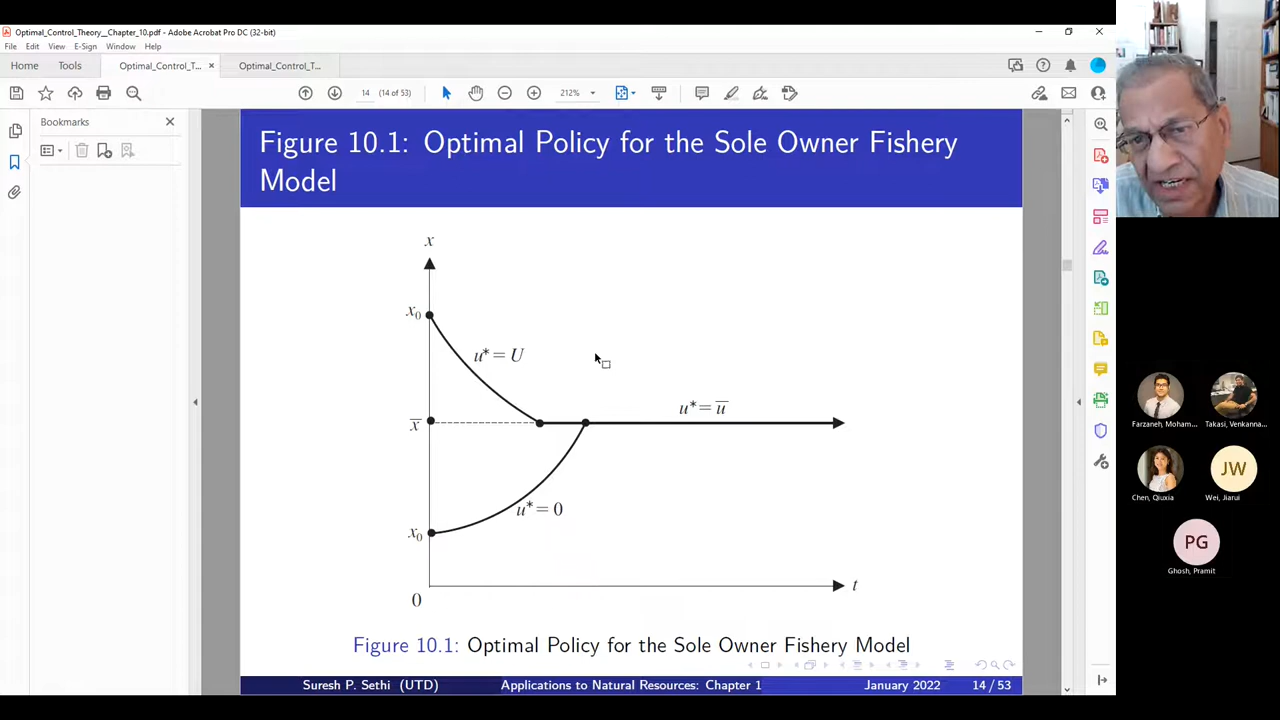 Optimal_Control_Theory__Chapter_10.pdf - Adobe Acrobat Pro DC (32-bit)
File Edit View E-Sign Window Help
Home Tools Optimal_Control_T... × Optimal_Control_T...
14 (14 of 53) 212%
Bookmarks ×
Figure 10.1: Optimal Policy for the Sole Owner Fishery
Model
x
x₀
u* = U
x̅
u* = u̅
u* = 0
x₀
0
t
Figure 10.1: Optimal Policy for the Sole Owner Fishery Model
Suresh P. Sethi (UTD) Applications to Natural Resources: Chapter 1 January 2022 14 / 53
Farzaneh, Moham...
Takasi, Venkanna...
Chen, Qiuxia
JW
Wei, Jiarui
PG
Ghosh, Pramit